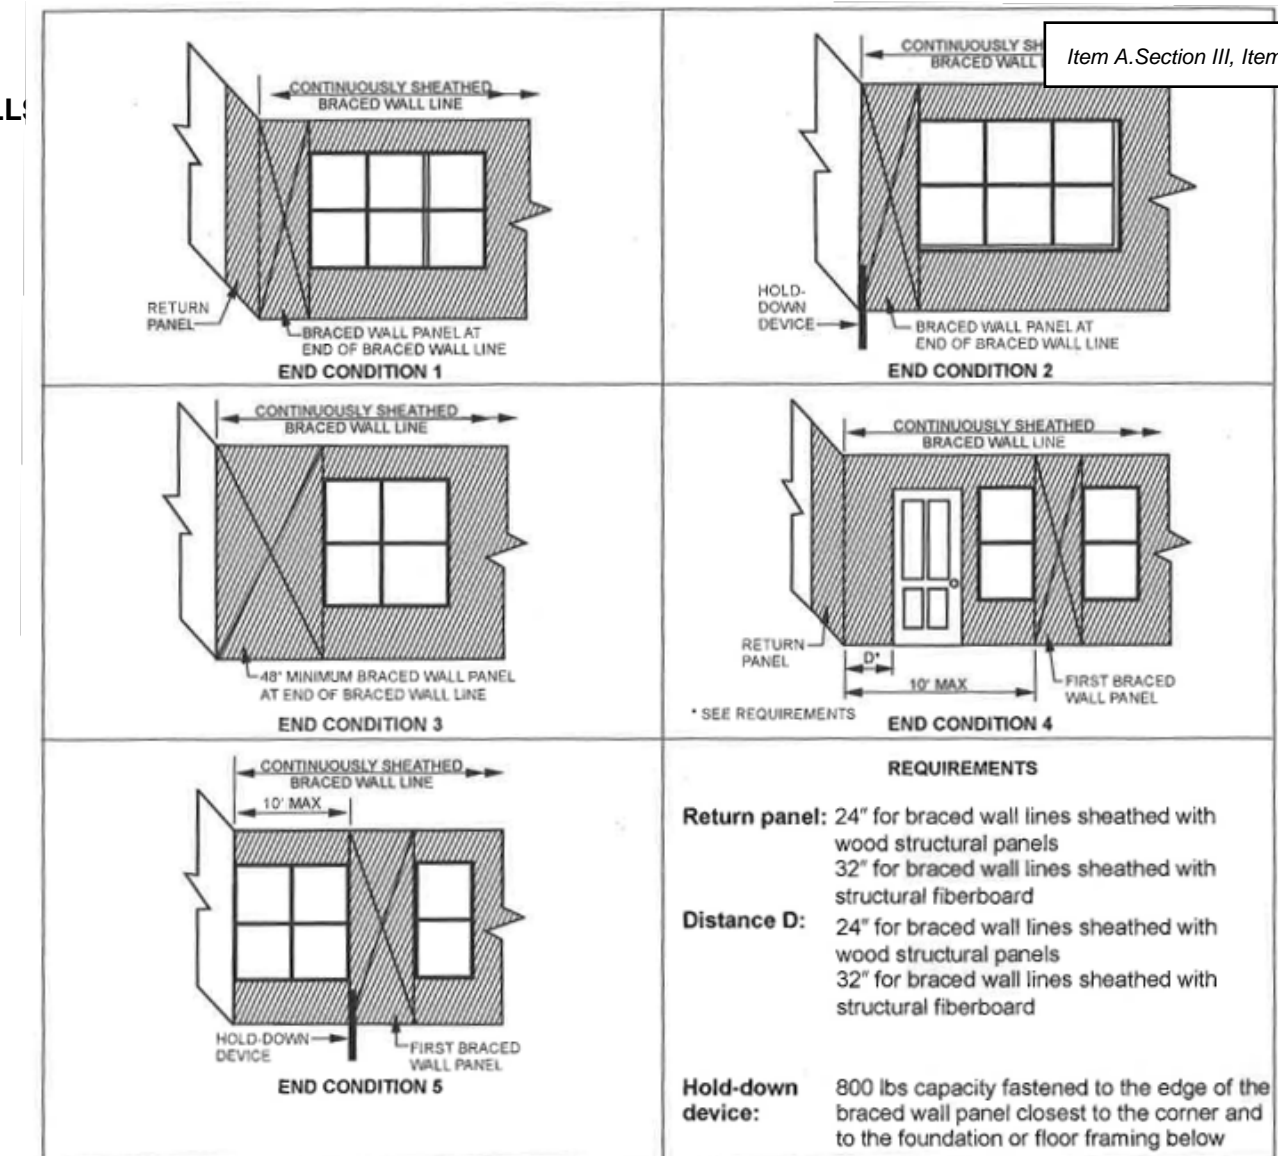 LLS
Item A.Section III, Item
CONTINUOUSLY SHEATHED
BRACED WALL LINE
RETURN
PANEL
BRACED WALL PANEL AT
END OF BRACED WALL LINE
END CONDITION 1
CONTINUOUSLY SH
BRACED WALL
HOLD-
DOWN
DEVICE
BRACED WALL PANEL AT
END OF BRACED WALL LINE
END CONDITION 2
CONTINUOUSLY SHEATHED
BRACED WALL LINE
48" MINIMUM BRACED WALL PANEL
AT END OF BRACED WALL LINE
END CONDITION 3
CONTINUOUSLY SHEATHED
BRACED WALL LINE
RETURN
PANEL
D*
10' MAX
FIRST BRACED
WALL PANEL
* SEE REQUIREMENTS
END CONDITION 4
CONTINUOUSLY SHEATHED
BRACED WALL LINE
10' MAX
HOLD-DOWN
DEVICE
FIRST BRACED
WALL PANEL
END CONDITION 5
REQUIREMENTS
Return panel: 24" for braced wall lines sheathed with
wood structural panels
32" for braced wall lines sheathed with
structural fiberboard
Distance D: 24" for braced wall lines sheathed with
wood structural panels
32" for braced wall lines sheathed with
structural fiberboard
Hold-down device: 800 lbs capacity fastened to the edge of the
braced wall panel closest to the corner and
to the foundation or floor framing below